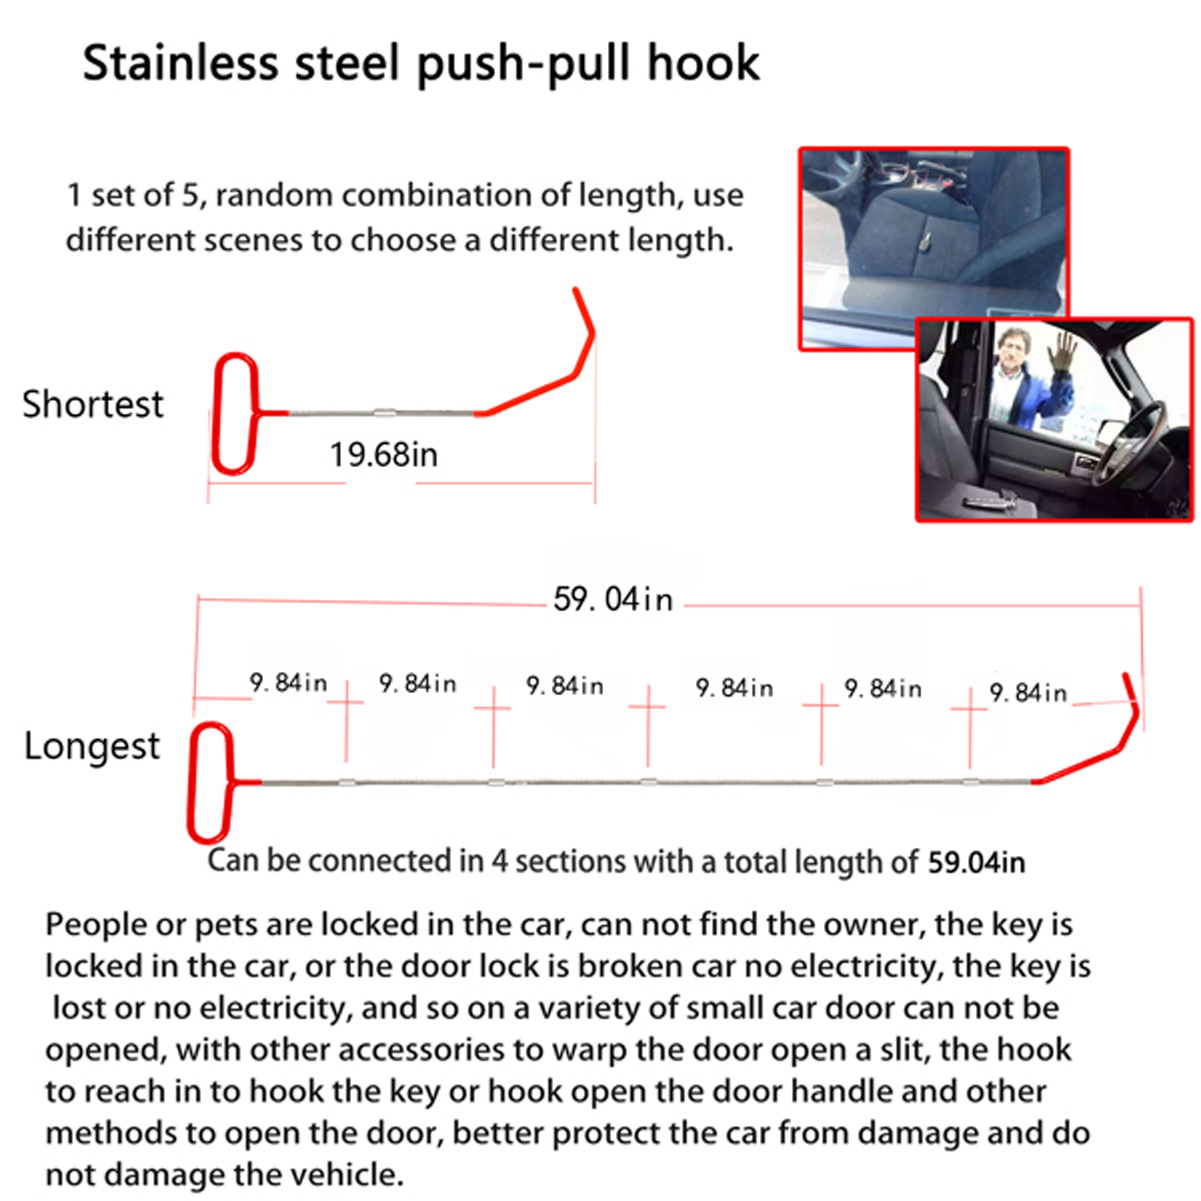 Stainless steel push-pull hook
1 set of 5, random combination of length, use
different scenes to choose a different length.
Shortest
19.68in
59.04in
9.84in 9.84in 9.84in 9.84in 9.84in 9.84in
Longest
Can be connected in 4 sections with a total length of 59.04in
People or pets are locked in the car, can not find the owner, the key is
locked in the car, or the door lock is broken car no electricity, the key is
lost or no electricity, and so on a variety of small car door can not be
opened, with other accessories to warp the door open a slit, the hook
to reach in to hook the key or hook open the door handle and other
methods to open the door, better protect the car from damage and do
not damage the vehicle.